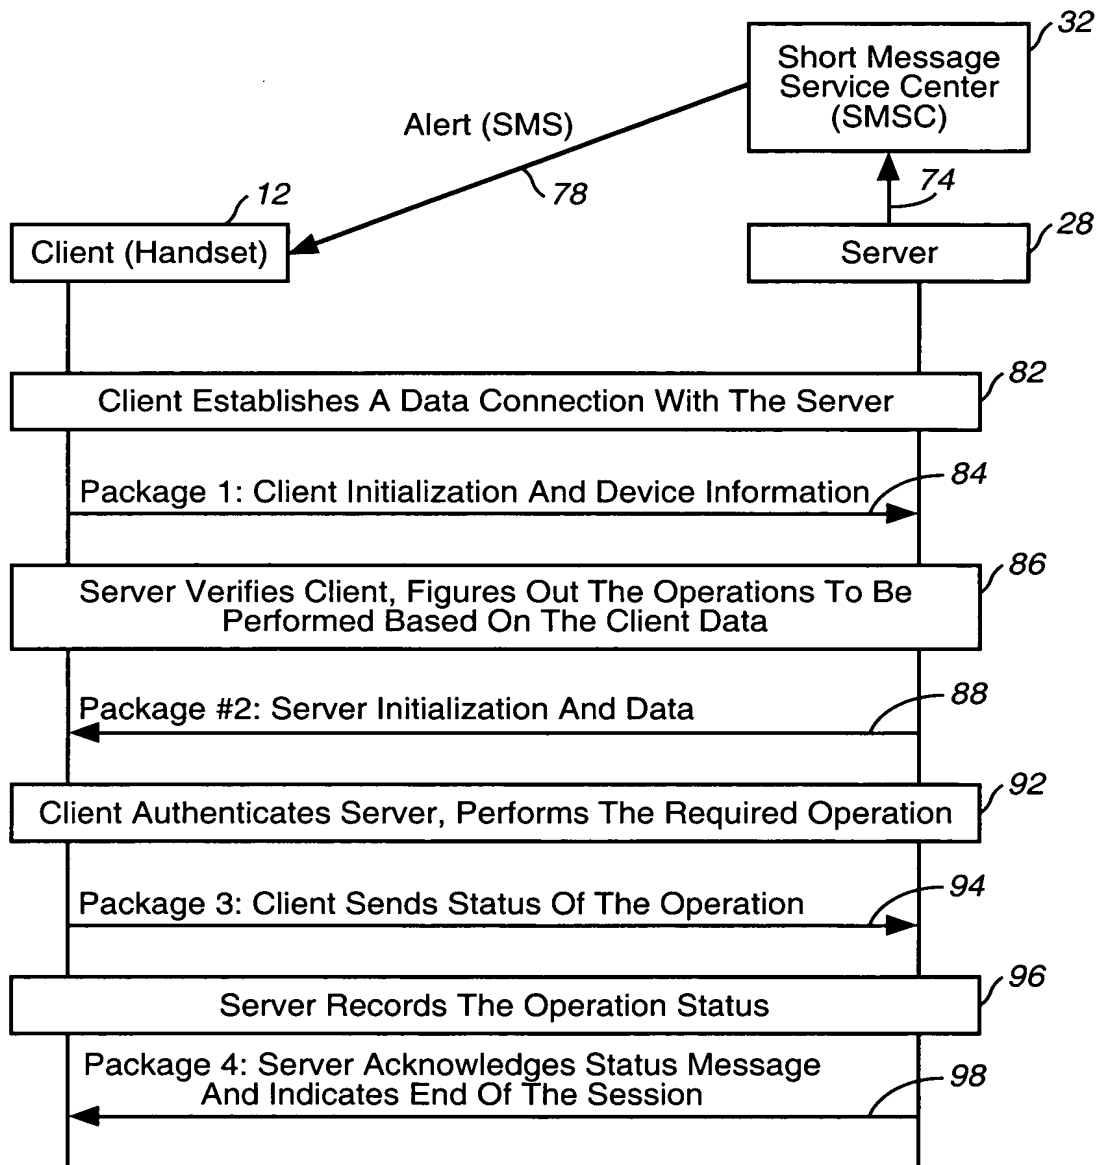 32
Short Message
Service Center
(SMSC)
Alert (SMS)
78
74
12
28
Client (Handset)
Server
82
Client Establishes A Data Connection With The Server
84
Package 1: Client Initialization And Device Information
86
Server Verifies Client, Figures Out The Operations To Be
Performed Based On The Client Data
88
Package #2: Server Initialization And Data
92
Client Authenticates Server, Performs The Required Operation
94
Package 3: Client Sends Status Of The Operation
96
Server Records The Operation Status
Package 4: Server Acknowledges Status Message
And Indicates End Of The Session
98